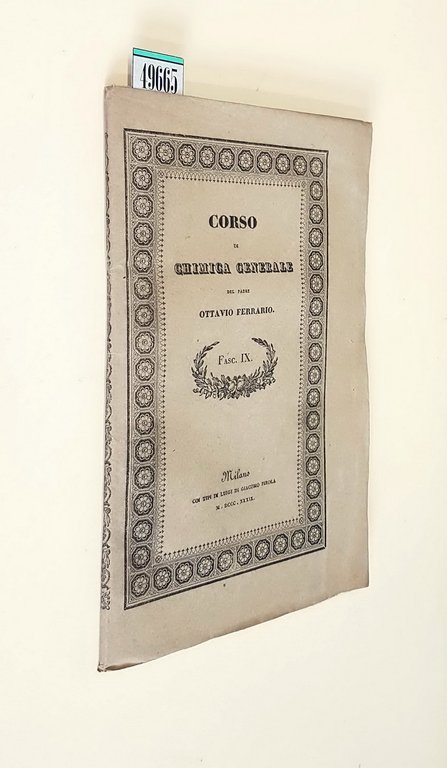 49665
CORSO
DI
CHIMICA GENERALE
DEL PADRE
OTTAVIO FERRARIO.
FASC. IX.
Milano
CON TIPI DI LUIGI DI GIACOMO PIROLA
M. DCCC. XXXIX.